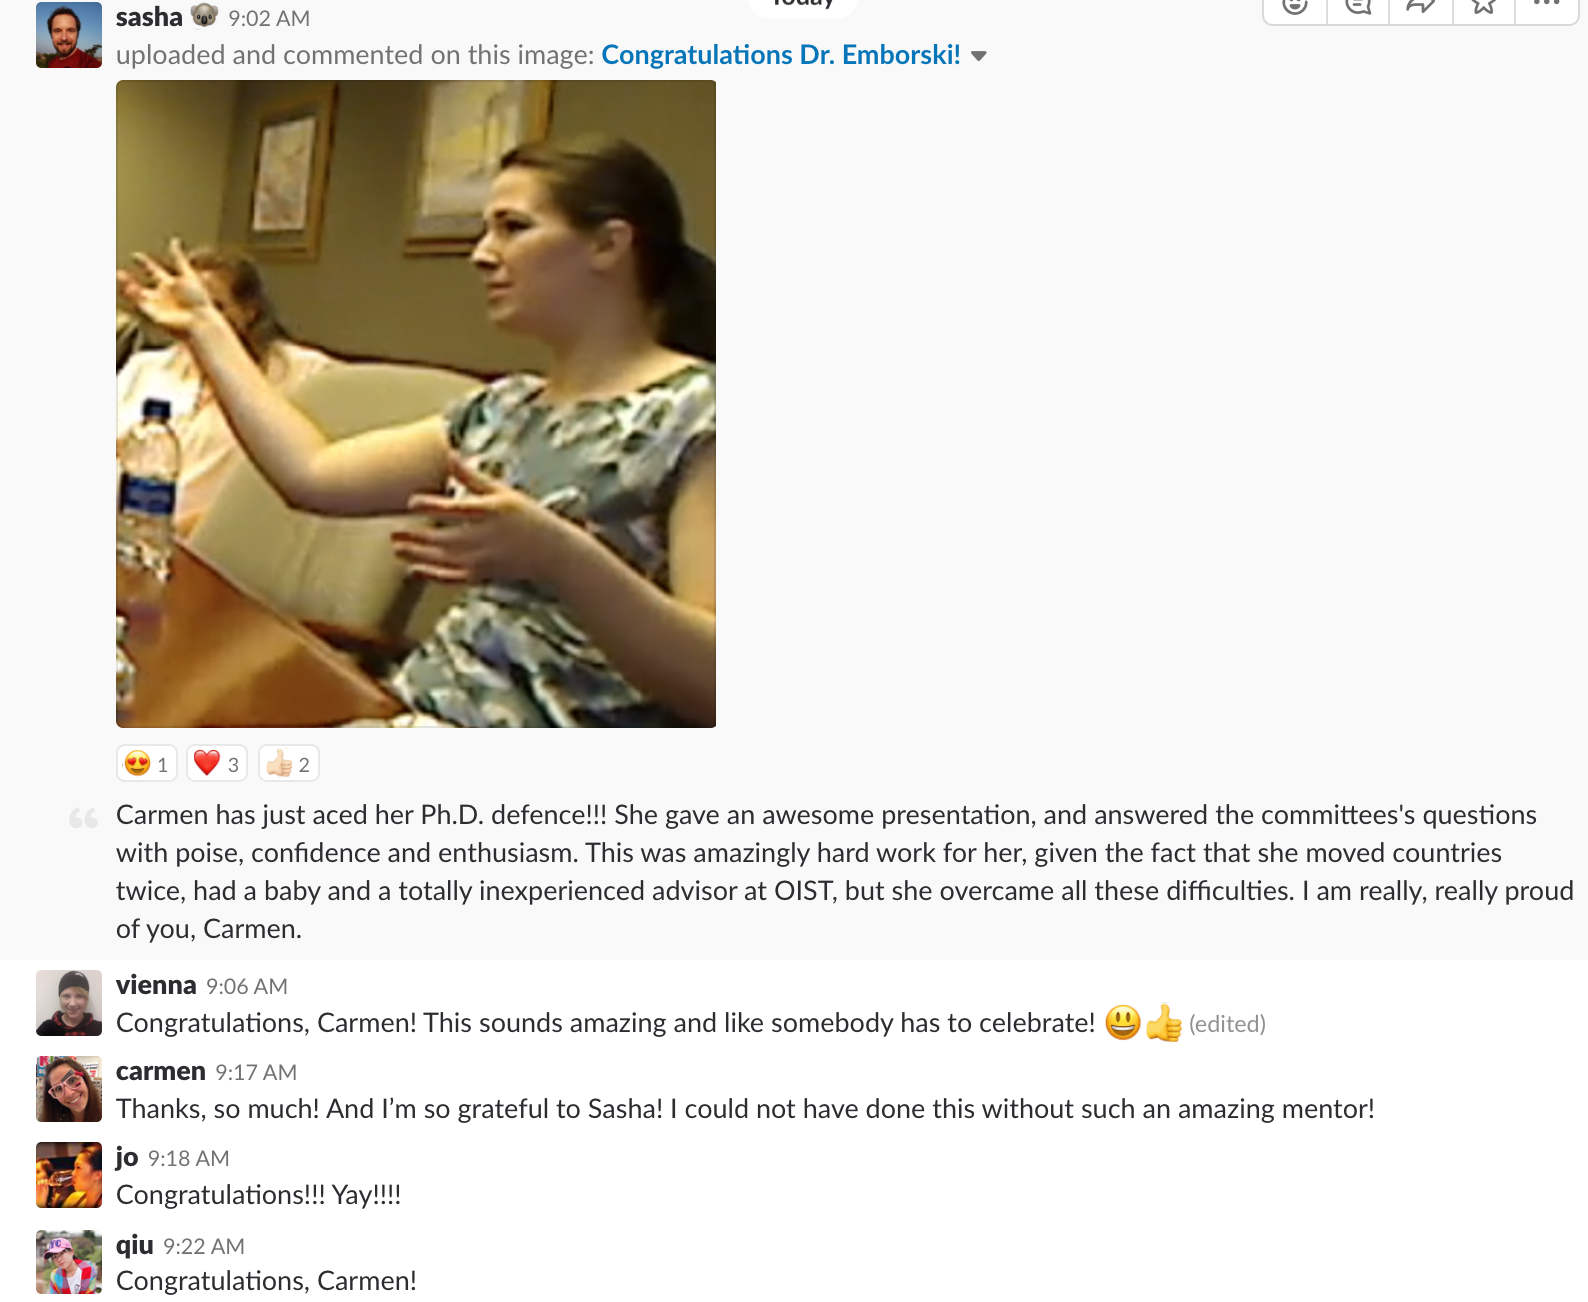 Today
sasha 9:02 AM
uploaded and commented on this image: Congratulations Dr. Emborski!
1 3 2
Carmen has just aced her Ph.D. defence!!! She gave an awesome presentation, and answered the committees's questions
with poise, confidence and enthusiasm. This was amazingly hard work for her, given the fact that she moved countries
twice, had a baby and a totally inexperienced advisor at OIST, but she overcame all these difficulties. I am really, really proud
of you, Carmen.
vienna 9:06 AM
Congratulations, Carmen! This sounds amazing and like somebody has to celebrate! 😃👍 (edited)
carmen 9:17 AM
Thanks, so much! And I’m so grateful to Sasha! I could not have done this without such an amazing mentor!
jo 9:18 AM
Congratulations!!! Yay!!!!
qiu 9:22 AM
Congratulations, Carmen!